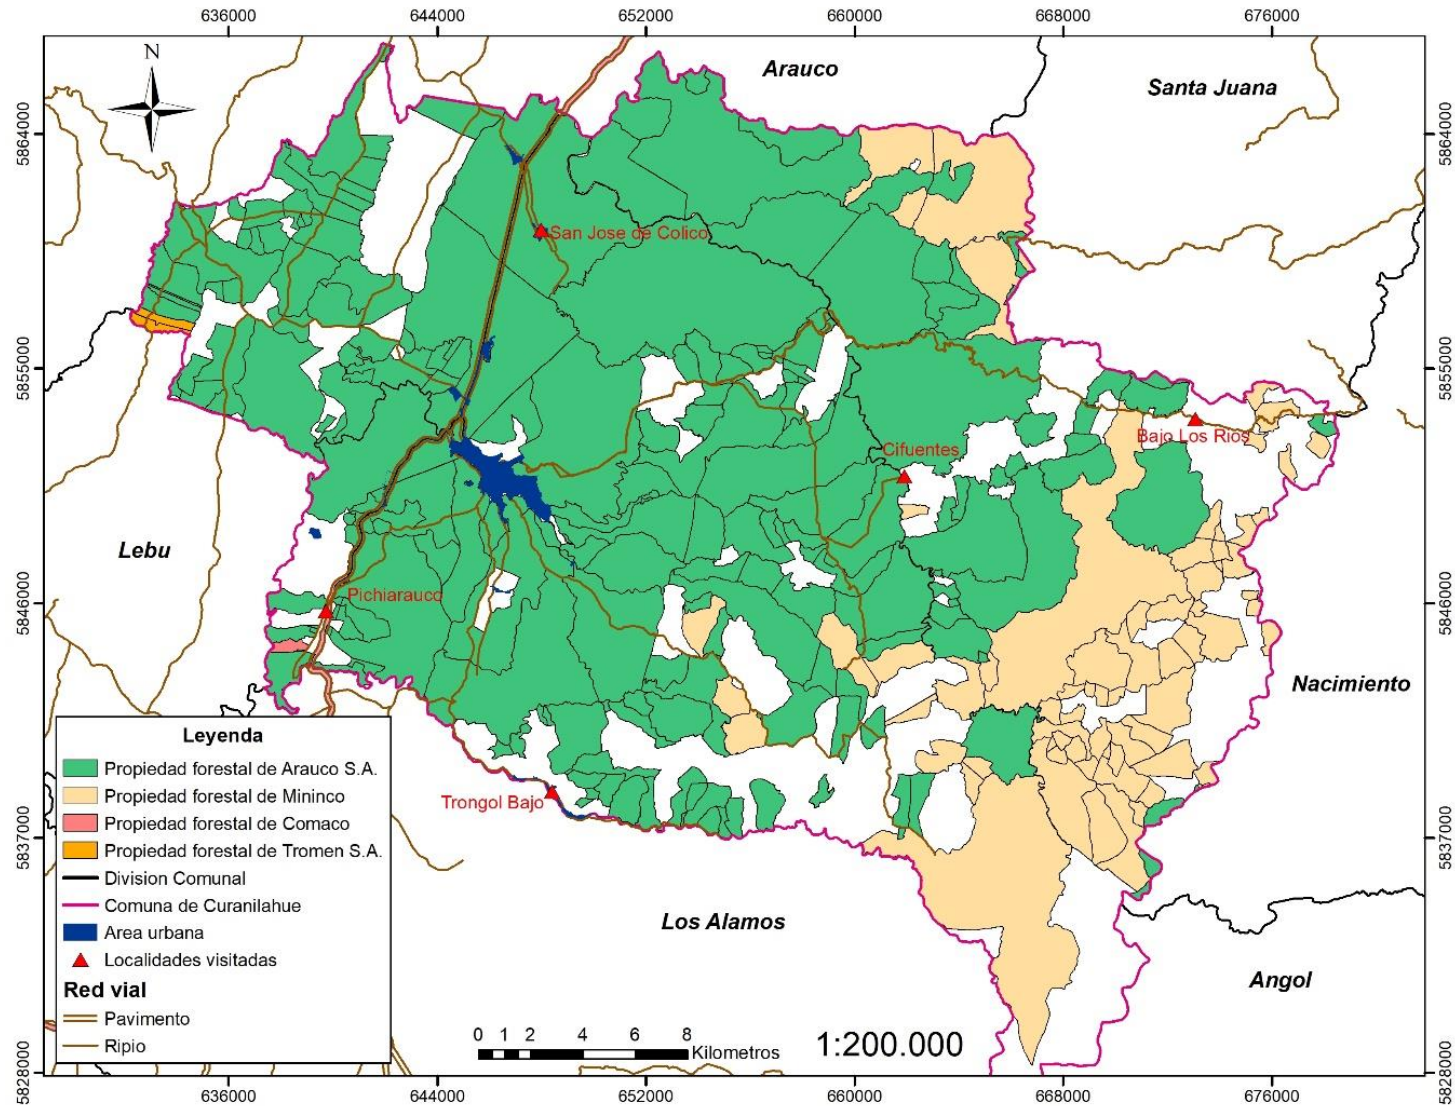 636000 644000 652000 660000 668000 676000
N
Arauco
Santa Juana
5864000
5864000
San Jose de Colico
5855000
5855000
Bajo Los Rios
Cifuentes
Lebu
Pichiarauco
5846000
5846000
Nacimiento
Leyenda
Propiedad forestal de Arauco S.A.
Propiedad forestal de Mininco
Propiedad forestal de Comaco
Propiedad forestal de Tromen S.A.
Division Comunal
Comuna de Curanilahue
Area urbana
Localidades visitadas
Red vial
Pavimento
Ripio
Trongol Bajo
5837000
5837000
Los Alamos
Angol
0 1 2 4 6 8
Kilometros
1:200.000
5828000
5828000
636000 644000 652000 660000 668000 676000